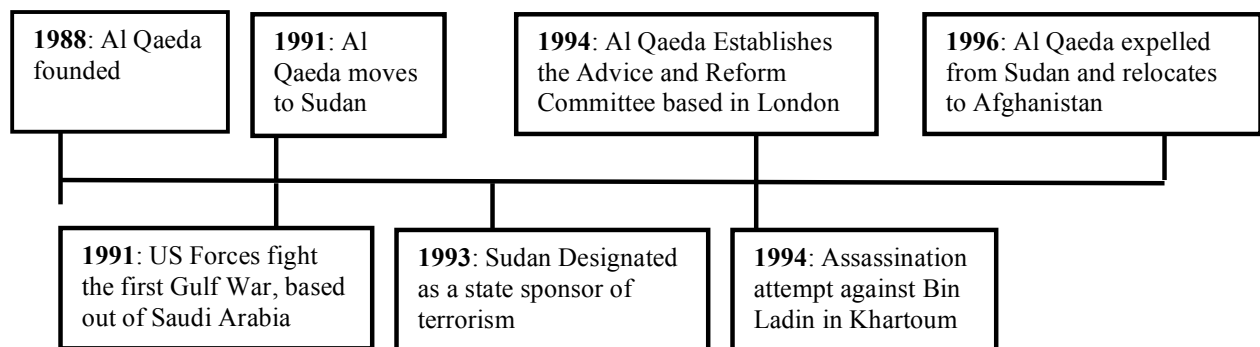 1988: Al Qaeda
founded
1991: Al
Qaeda moves
to Sudan
1994: Al Qaeda Establishes
the Advice and Reform
Committee based in London
1996: Al Qaeda expelled
from Sudan and relocates
to Afghanistan
1991: US Forces fight
the first Gulf War, based
out of Saudi Arabia
1993: Sudan Designated
as a state sponsor of
terrorism
1994: Assassination
attempt against Bin
Ladin in Khartoum